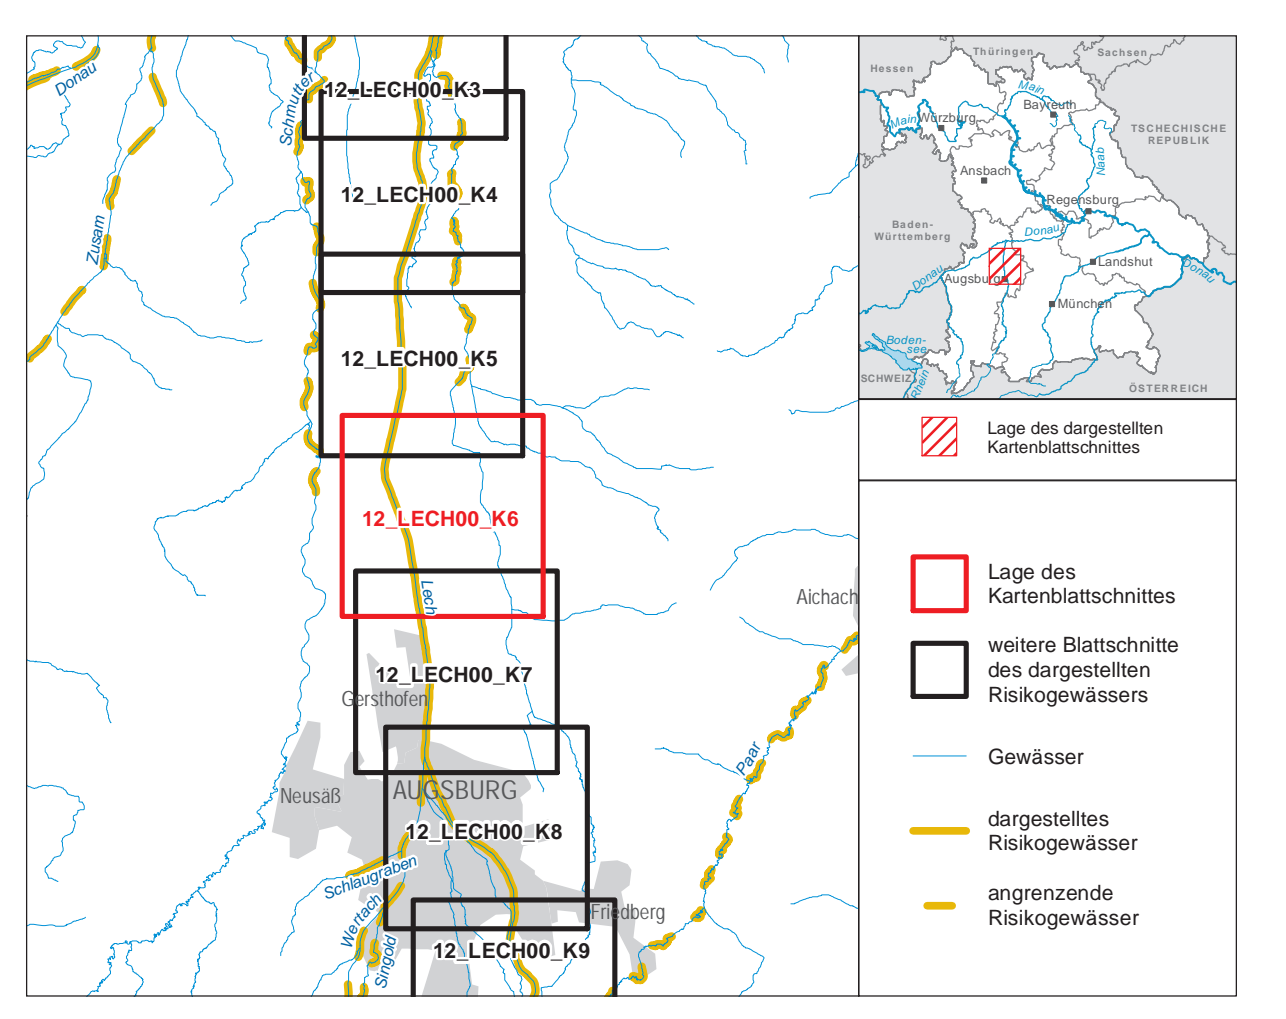 Donau
Schmutter
12_LECH00_K3
12_LECH00_K4
Zusam
12_LECH00_K5
12_LECH00_K6
Lech
Aichach
12_LECH00_K7
Gersthofen
Paar
Neusäß
AUGSBURG
12_LECH00_K8
Schlaugraben
Wertach
Friedberg
Singold
12_LECH00_K9
Thüringen
Sachsen
Hessen
Main
Bayreuth
Main
Würzburg
TSCHECHISCHE
REPUBLIK
Naab
Ansbach
Regensburg
Baden-
Württemberg
Donau
Landshut
Donau
Donau
Augsburg
München
Boden-
see
SCHWEIZ
Rhein
ÖSTERREICH
Lage des dargestellten
Kartenblattschnittes
Lage des
Kartenblattschnittes
weitere Blattschnitte
des dargestellten
Risikogewässers
Gewässer
dargestelltes
Risikogewässer
angrenzende
Risikogewässer